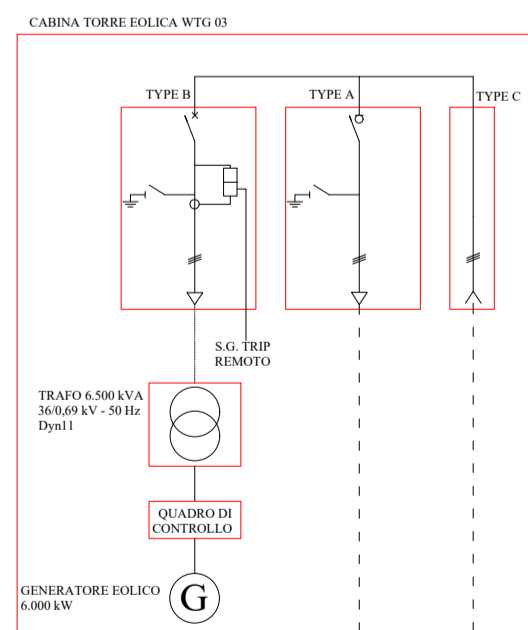 CABINA TORRE EOLICA WTG 03
TYPE B
TYPE A
TYPE C
S.G. TRIP
REMOTO
TRAFO 6.500 kVA
36/0,69 kV - 50 Hz
Dyn11
QUADRO DI
CONTROLLO
GENERATORE EOLICO
6.000 kW
G